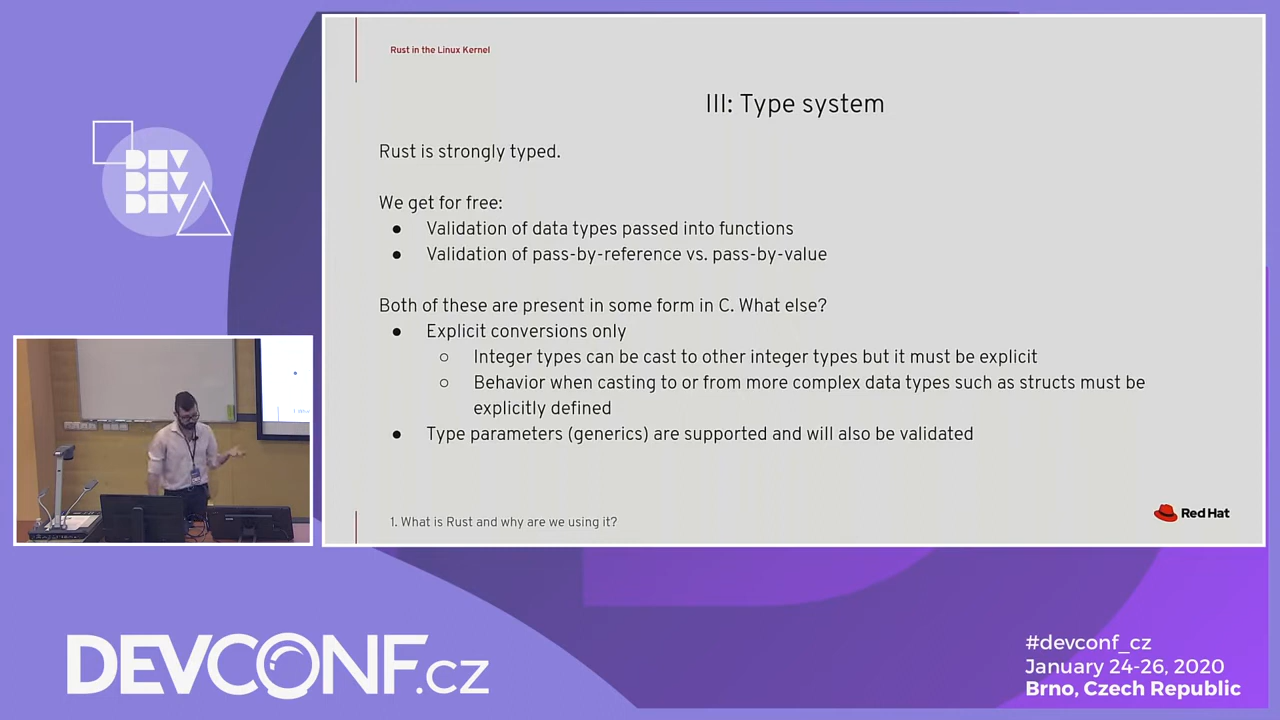 Rust in the Linux Kernel
III: Type system
Rust is strongly typed.
We get for free:
● Validation of data types passed into functions
● Validation of pass-by-reference vs. pass-by-value
Both of these are present in some form in C. What else?
● Explicit conversions only
○ Integer types can be cast to other integer types but it must be explicit
○ Behavior when casting to or from more complex data types such as structs must be
explicitly defined
● Type parameters (generics) are supported and will also be validated
1. What is Rust and why are we using it?
Red Hat
DEV
DEV
DEV
DEVCONF.cz
#devconf_cz
January 24-26, 2020
Brno, Czech Republic